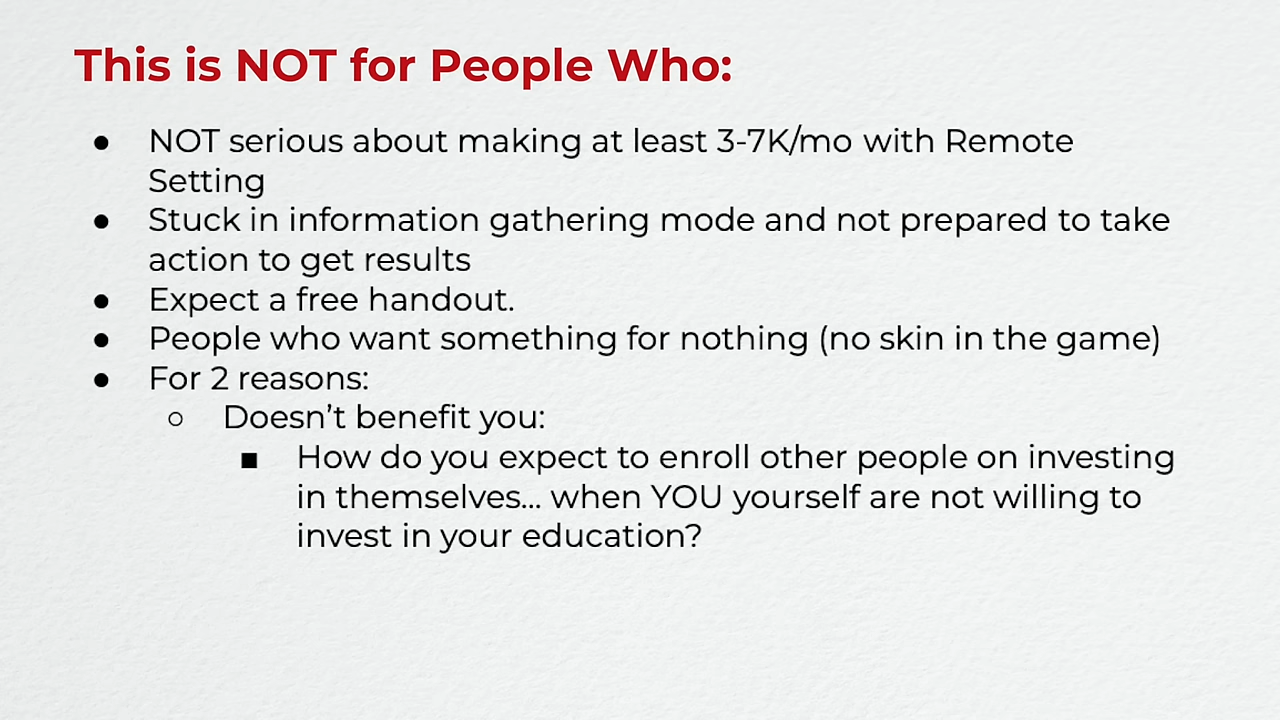 This is NOT for People Who:
● NOT serious about making at least 3-7K/mo with Remote
Setting
● Stuck in information gathering mode and not prepared to take
action to get results
● Expect a free handout.
● People who want something for nothing (no skin in the game)
● For 2 reasons:
○ Doesn’t benefit you:
■ How do you expect to enroll other people on investing
in themselves... when YOU yourself are not willing to
invest in your education?